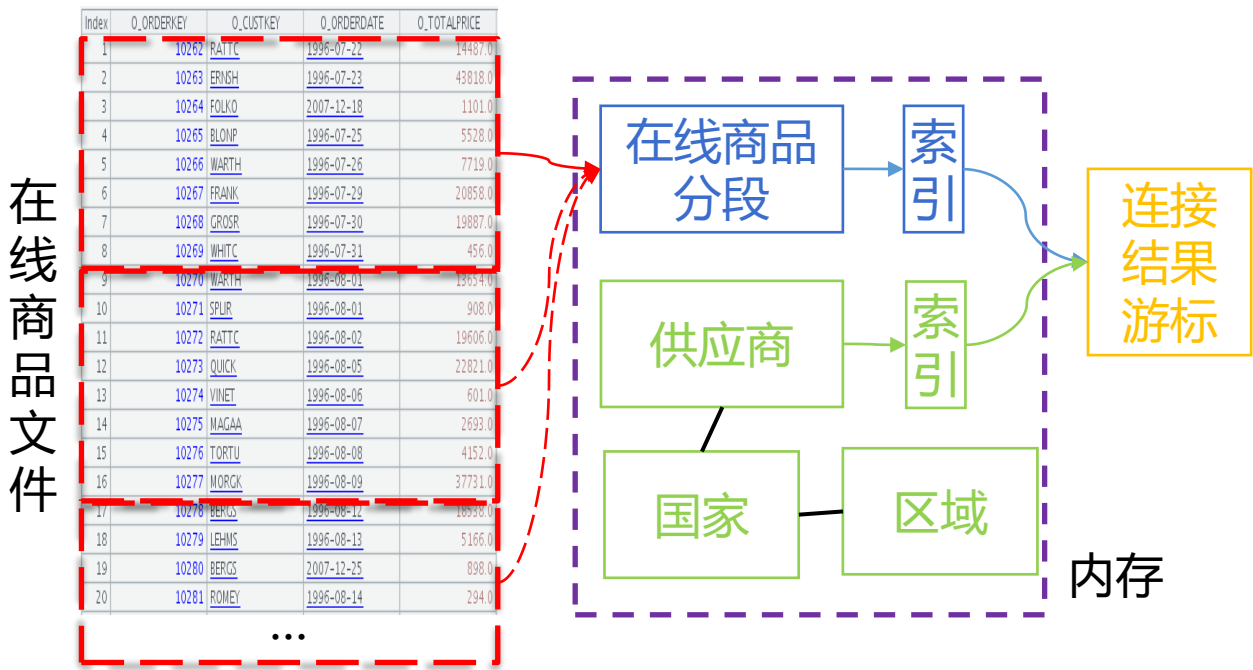 在线商品文件
Index O_ORDERKEY O_CUSTKEY O_ORDERDATE O_TOTALPRICE
1 10262 RATTC 1996-07-22 14487.0
2 10263 ERNSH 1996-07-23 43818.0
3 10264 FOLKO 2007-12-18 1101.0
4 10265 BLONP 1996-07-25 5528.0
5 10266 WARTH 1996-07-26 7719.0
6 10267 FRANK 1996-07-29 20858.0
7 10268 GROSR 1996-07-30 19887.0
8 10269 WHITC 1996-07-31 456.0
9 10270 WARTH 1996-08-01 13654.0
10 10271 SPLIR 1996-08-01 908.0
11 10272 RATTC 1996-08-02 19606.0
12 10273 QUICK 1996-08-05 22821.0
13 10274 VINET 1996-08-06 601.0
14 10275 MAGAA 1996-08-07 2693.0
15 10276 TORTU 1996-08-08 4152.0
16 10277 MORGK 1996-08-09 37731.0
17 10278 BERGS 1996-08-12
18 10279 LEHMS 1996-08-13 5166.0
19 10280 BERGS 2007-12-25 898.0
20 10281 ROMEY 1996-08-14 294.0
...
在线商品
分段
索引
供应商
索引
国家
区域
内存
连接
结果
游标